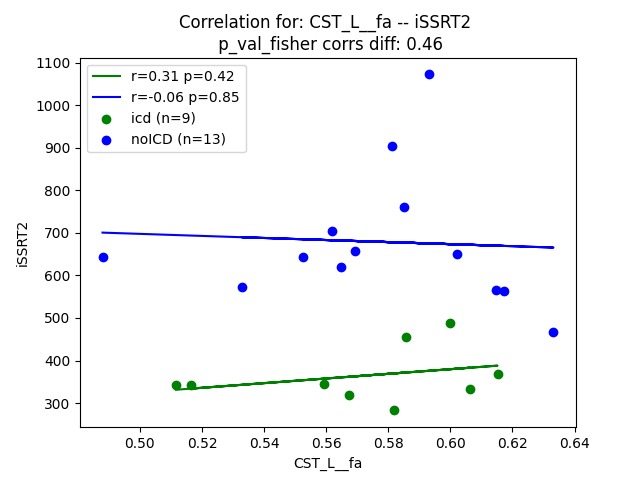 Correlation for: CST_L__fa -- iSSRT2
p_val_fisher corrs diff: 0.46
r=0.31 p=0.42
r=-0.06 p=0.85
icd (n=9)
noICD (n=13)
1100
1000
900
800
700
600
500
400
300
iSSRT2
0.50 0.52 0.54 0.56 0.58 0.60 0.62 0.64
CST_L__fa